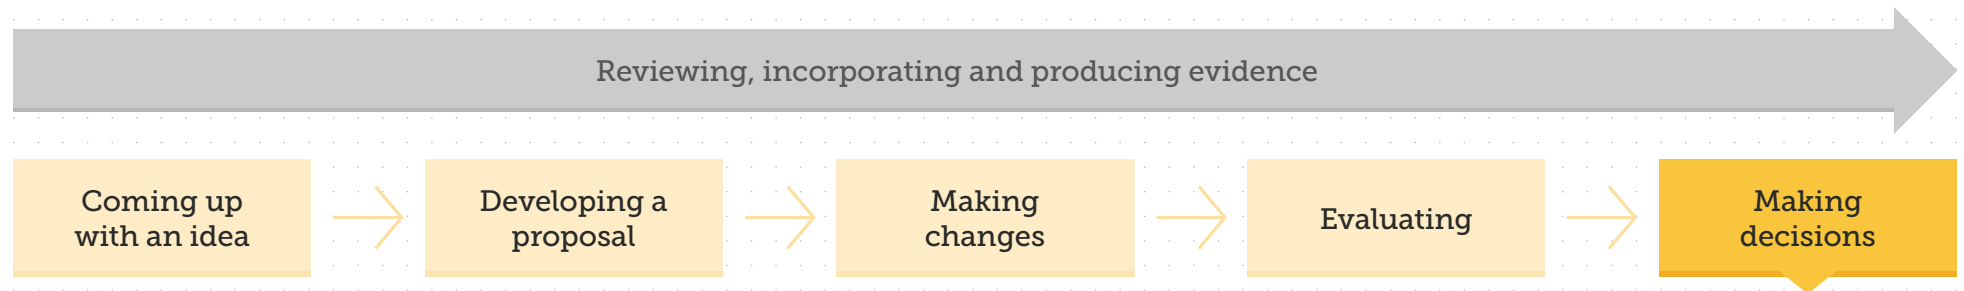 Reviewing, incorporating and producing evidence
Coming up
with an idea
Developing a
proposal
Making
changes
Evaluating
Making
decisions